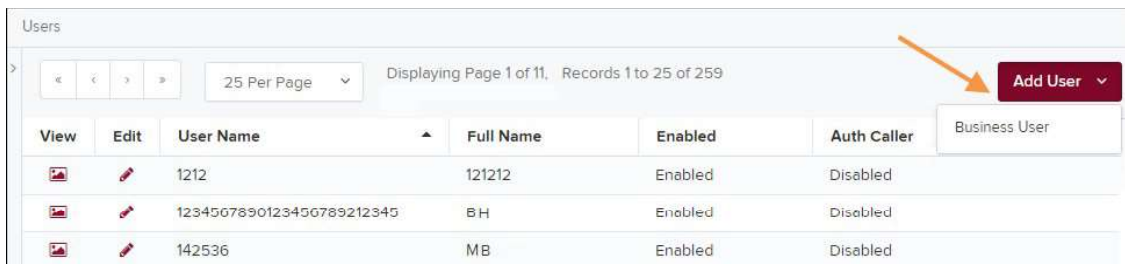 Users
25 Per Page Displaying Page 1 of 11, Records 1 to 25 of 259 Add User
Business User
View Edit User Name Full Name Enabled Auth Caller
1212 121212 Enabled Disabled
1234567890123456789212345 BH Enabled Disabled
142536 MB Enabled Disabled